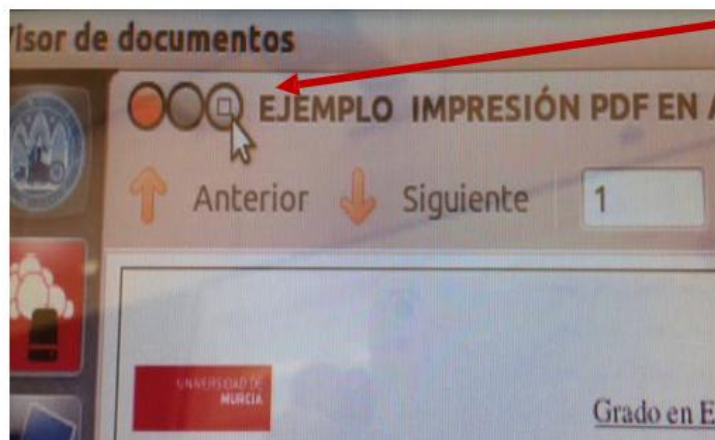 Visor de documentos
EJEMPLO IMPRESIÓN PDF EN A
Anterior Siguiente 1
UNIVERSIDAD DE
MURCIA
Grado en E